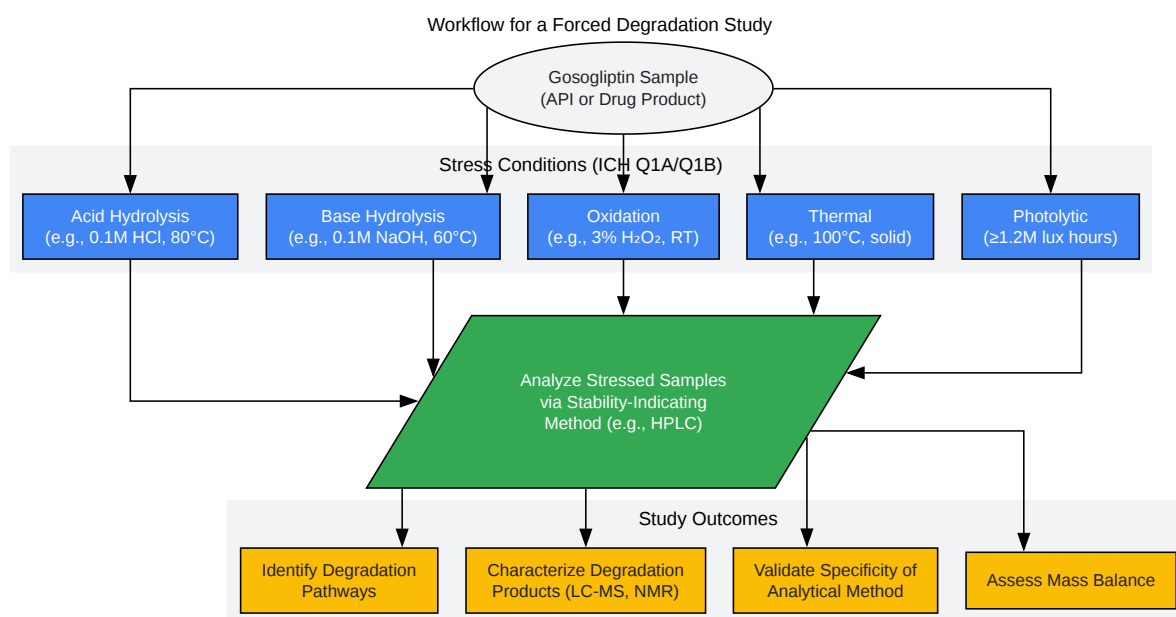 Workflow for a Forced Degradation Study
Gosogliptin Sample
(API or Drug Product)
Stress Conditions (ICH Q1A/Q1B)
Acid Hydrolysis
(e.g., 0.1M HCl, 80°C)
Base Hydrolysis
(e.g., 0.1M NaOH, 60°C)
Oxidation
(e.g., 3% H₂O₂, RT)
Thermal
(e.g., 100°C, solid)
Photolytic
(≥1.2M lux hours)
Analyze Stressed Samples
via Stability-Indicating
Method (e.g., HPLC)
Study Outcomes
Identify Degradation
Pathways
Characterize Degradation
Products (LC-MS, NMR)
Validate Specificity of
Analytical Method
Assess Mass Balance